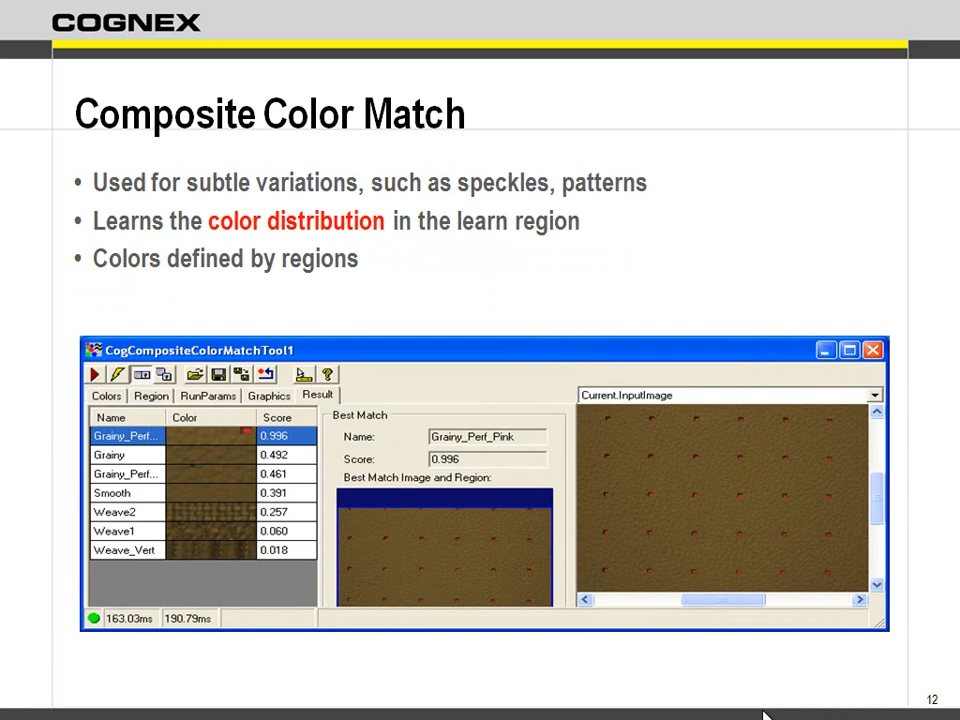 COGNEX
Composite Color Match
• Used for subtle variations, such as speckles, patterns
• Learns the color distribution in the learn region
• Colors defined by regions
CogCompositeColorMatchTool1
Colors Region RunParams Graphics Result
Current.InputImage
Name Color Score
Grainy_Perf... 0.996
Grainy 0.492
Grainy_Perf... 0.461
Smooth 0.391
Weave2 0.257
Weave1 0.060
Weave_Vert 0.018
Best Match
Name: Grainy_Perf_Pink
Score: 0.996
Best Match Image and Region:
163.03ms 190.79ms
12